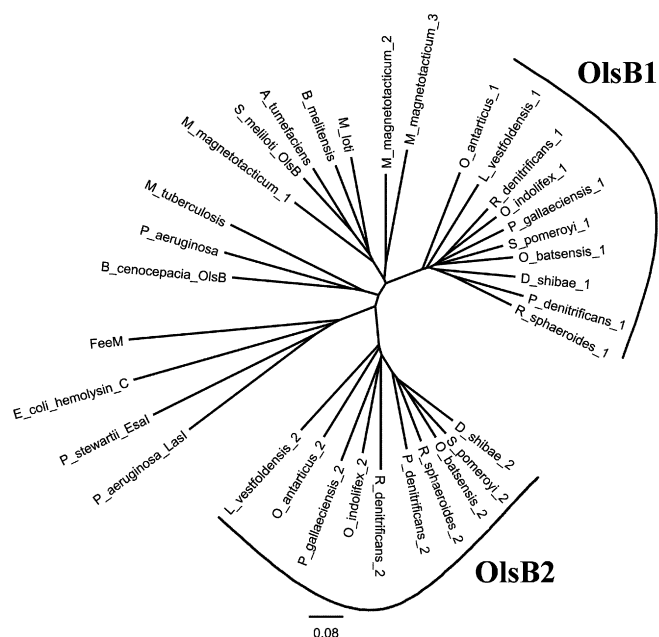 M_magnetotacticum_3
M_magnetotacticum_2
OlsB1
M_loti
B_melitensis
A_tumefaciens
S_meliloti_OlsB
M_magnetotacticum_1
M_tuberculosis
P_aeruginosa
B_cenocepacia_OlsB
O_antarticus_1
L_vestfoldensis_1
R_denitrificans_1
O_indolifex_1
P_gallaeciensis_1
S_pomeroyi_1
O_batsensis_1
D_shibae_1
P_denitrificans_1
R_sphaeroides_1
FeeM
E_coli_hemolysin_C
P_stewartii_EsaI
P_aeruginosa_LasI
L_vestfoldensis_2
O_antarticus_2
P_gallaeciensis_2
O_indolifex_2
R_denitrificans_2
P_denitrificans_2
R_sphaeroides_2
O_batsensis_2
S_pomeroyi_2
D_shibae_2
OlsB2
0.08